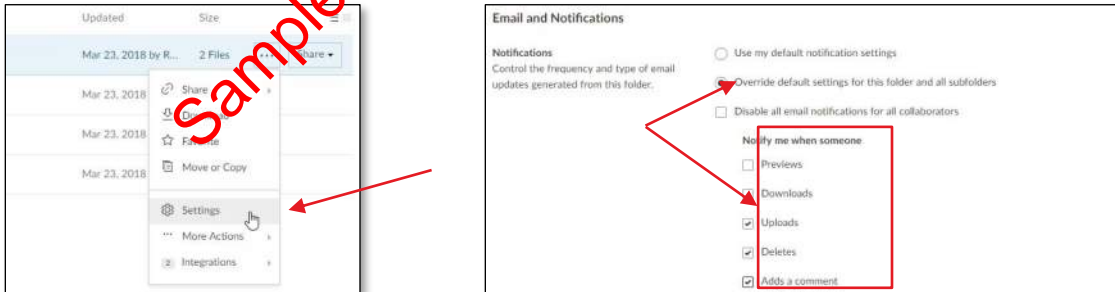 Updated Size
Mar 23, 2018 by R... 2 Files ... Share
Mar 23, 2018
Mar 23, 2018
Mar 23, 2018
Share
Download
Favorite
Move or Copy
Settings
More Actions
2 Integrations
Sample
Email and Notifications
Notifications
Control the frequency and type of email
updates generated from this folder.
Use my default notification settings
Override default settings for this folder and all subfolders
Disable all email notifications for all collaborators
Notify me when someone
Previews
Downloads
Uploads
Deletes
Adds a comment